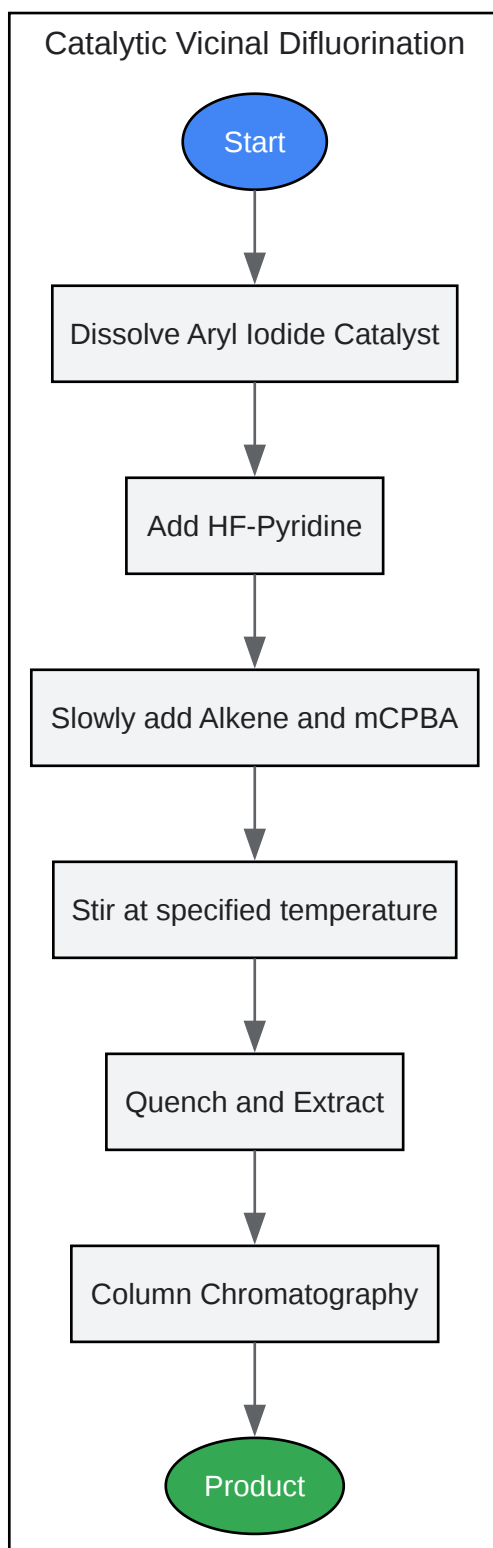 Catalytic Vicinal Difluorination
Start
Dissolve Aryl Iodide Catalyst
Add HF-Pyridine
Slowly add Alkene and mCPBA
Stir at specified temperature
Quench and Extract
Column Chromatography
Product